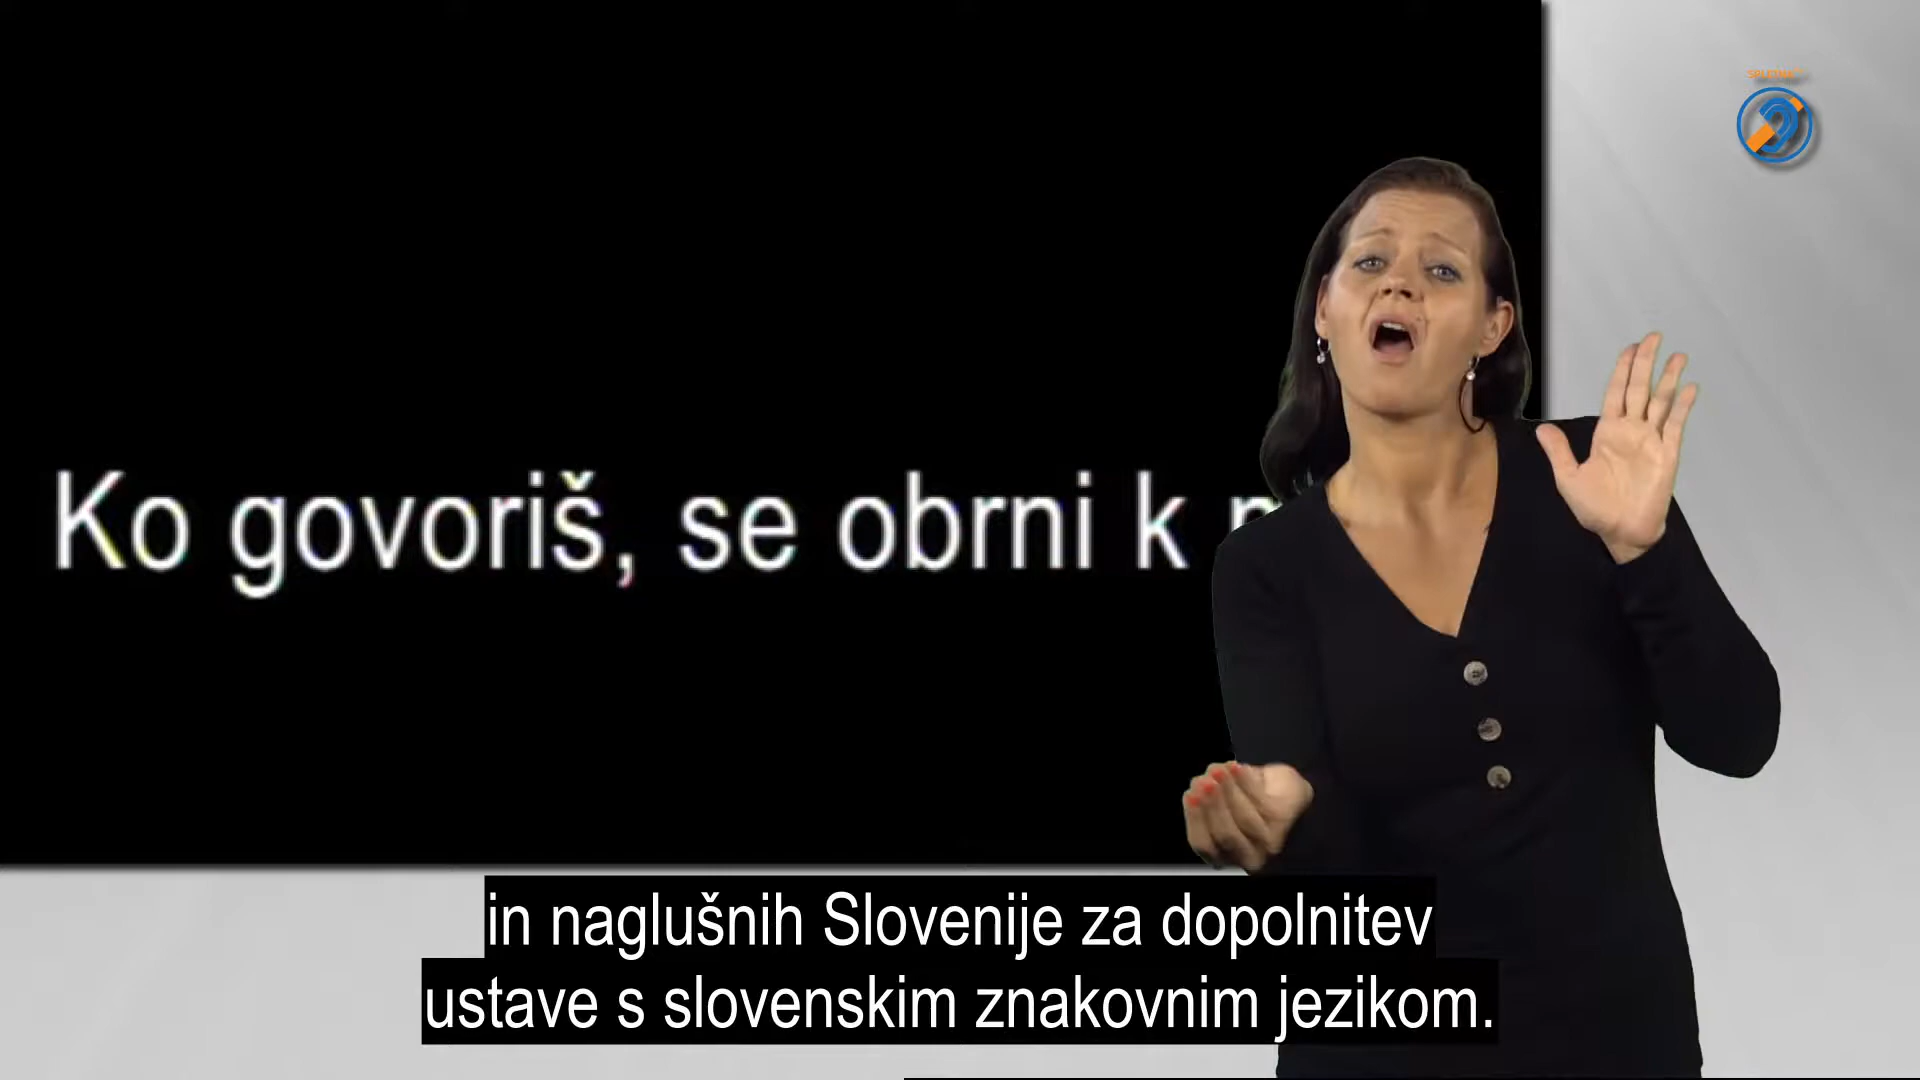 Ko govoriš, se obrni k
in naglušnih Slovenije za dopolnitev
ustave s slovenskim znakovnim jezikom.